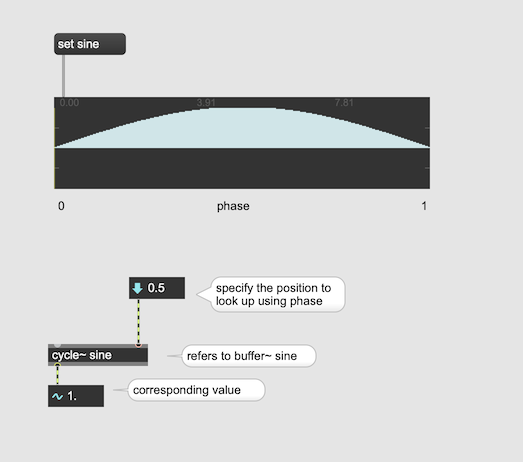 set sine
0.00 3.91 7.81
0 phase 1
0.5
specify the position to
look up using phase
cycle~ sine
refers to buffer~ sine
1.
corresponding value